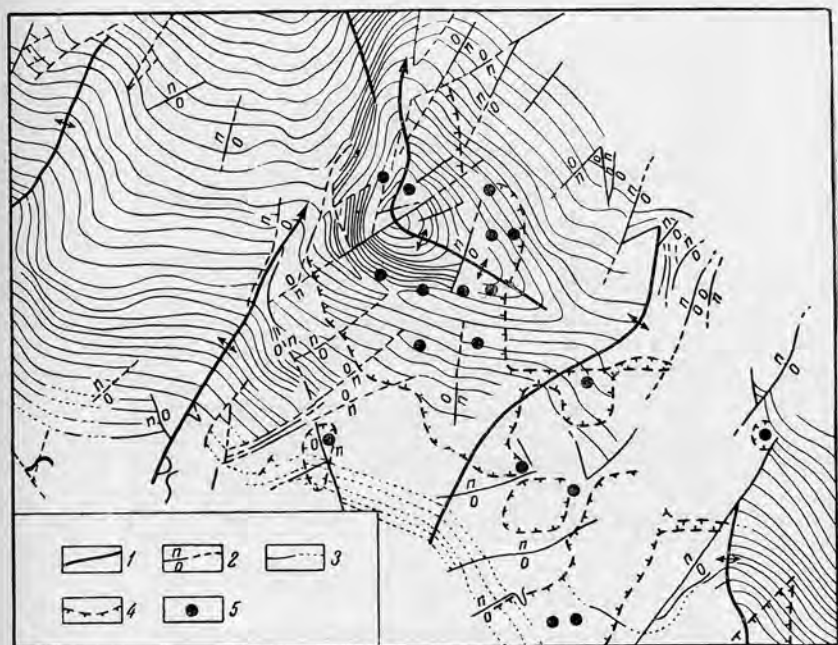 п
о
п
о
п
п
о
п
о
п
о
п
о
п
о
п
п
о
п
о
п
о
п
о
п
о
п
о
п
о
п
п
о
п
о
п
о
п
о
п
о
п
о
п
о
п
о
п
о
п
о
1
п
о
2
3
4
5